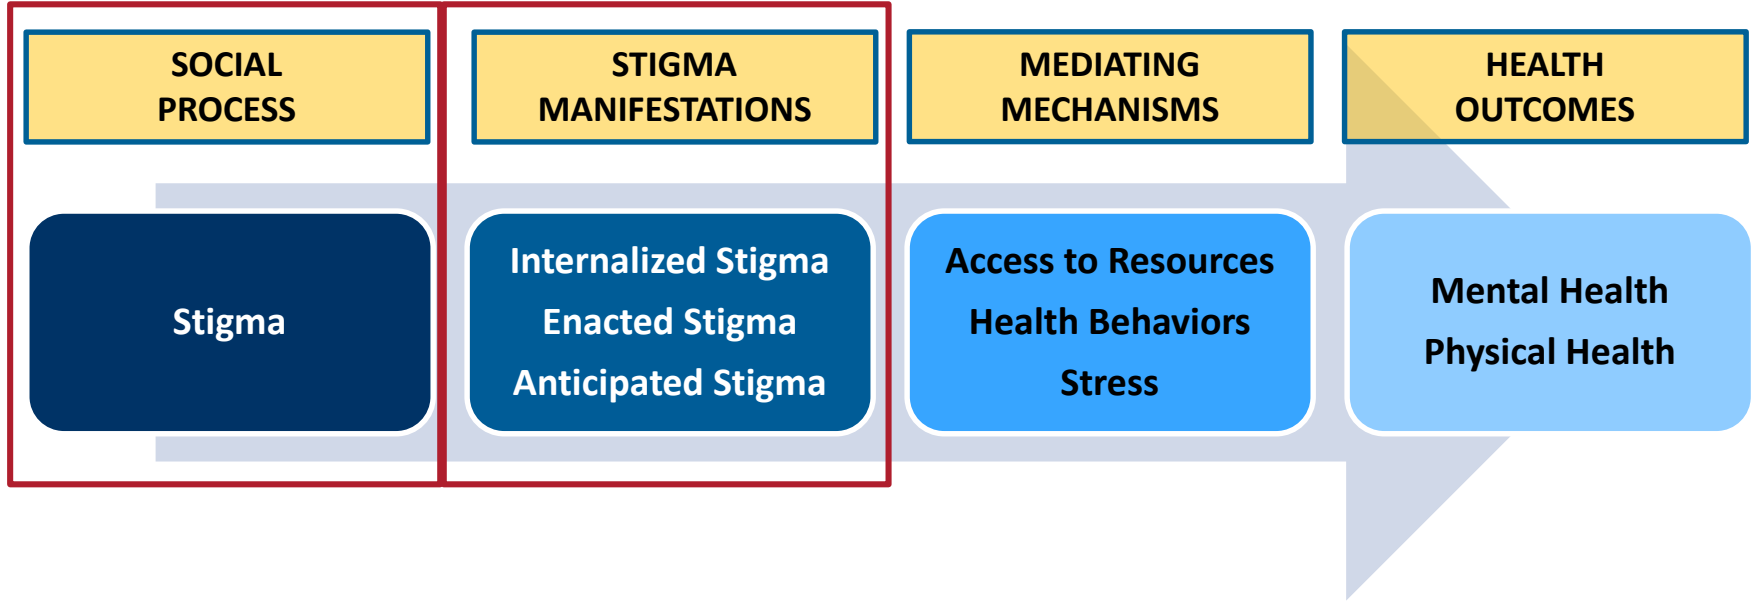 SOCIAL
PROCESS
STIGMA
MANIFESTATIONS
MEDIATING
MECHANISMS
HEALTH
OUTCOMES
Stigma
Internalized Stigma
Enacted Stigma
Anticipated Stigma
Access to Resources
Health Behaviors
Stress
Mental Health
Physical Health